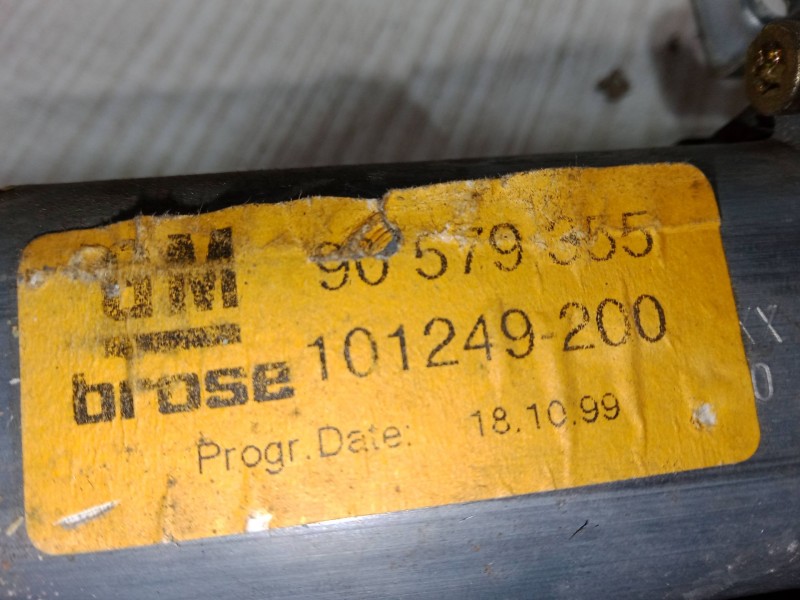 GM
90 579 355
brose 101249-200
Progr. Date: 18.10.99